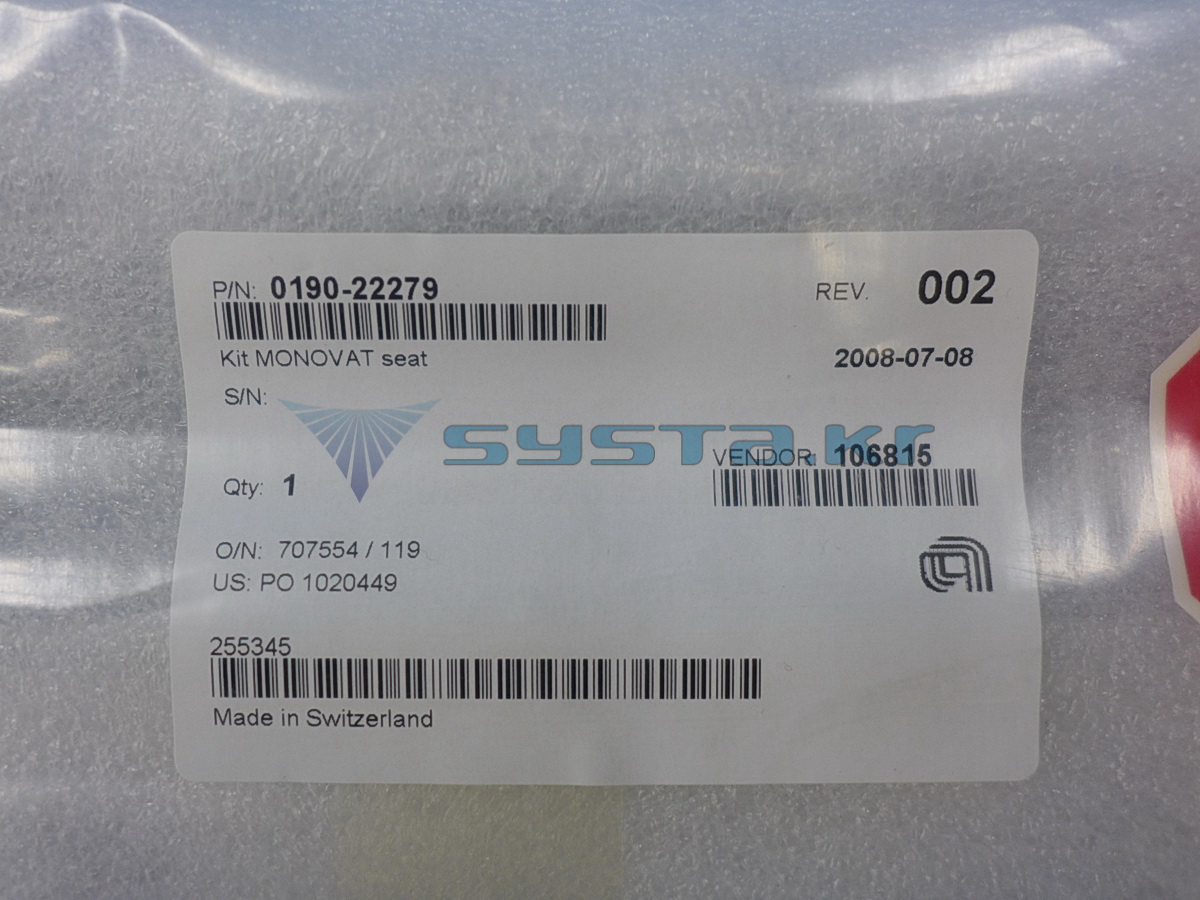 P/N: 0190-22279
REV. 002
Kit MONOVAT seat
2008-07-08
S/N:
systa.kr
VENDOR: 106815
Qty: 1
O/N: 707554 / 119
US: PO 1020449
255345
Made in Switzerland